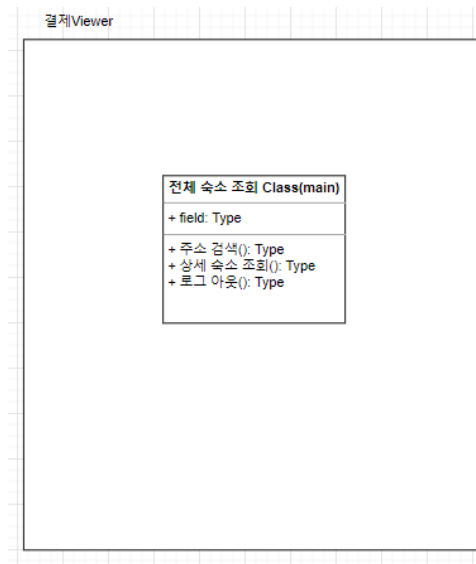 결제Viewer
전체 숙소 조회 Class(main)
+ field: Type
+ 주소 검색(): Type
+ 상세 숙소 조회(): Type
+ 로그 아웃(): Type